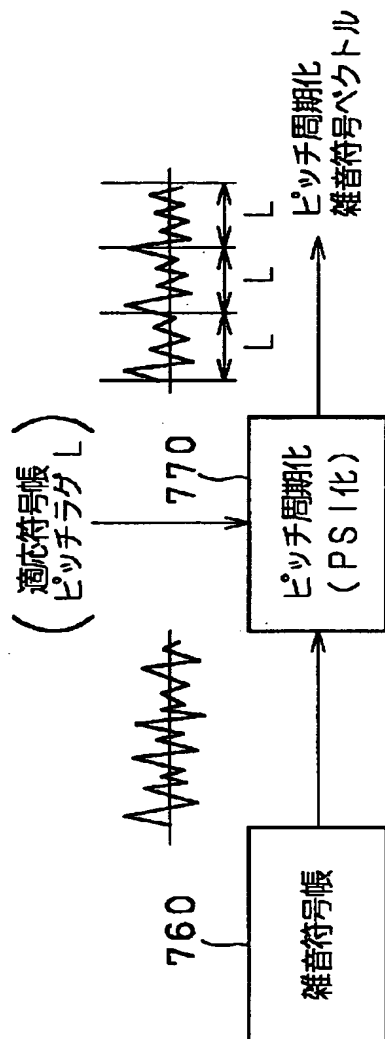 760
雑音符号帳
(適応符号帳
ピッチラグ L)
770
ピッチ周期化
(PSI化)
L
L
L
ピッチ周期化
雑音符号ベクトル